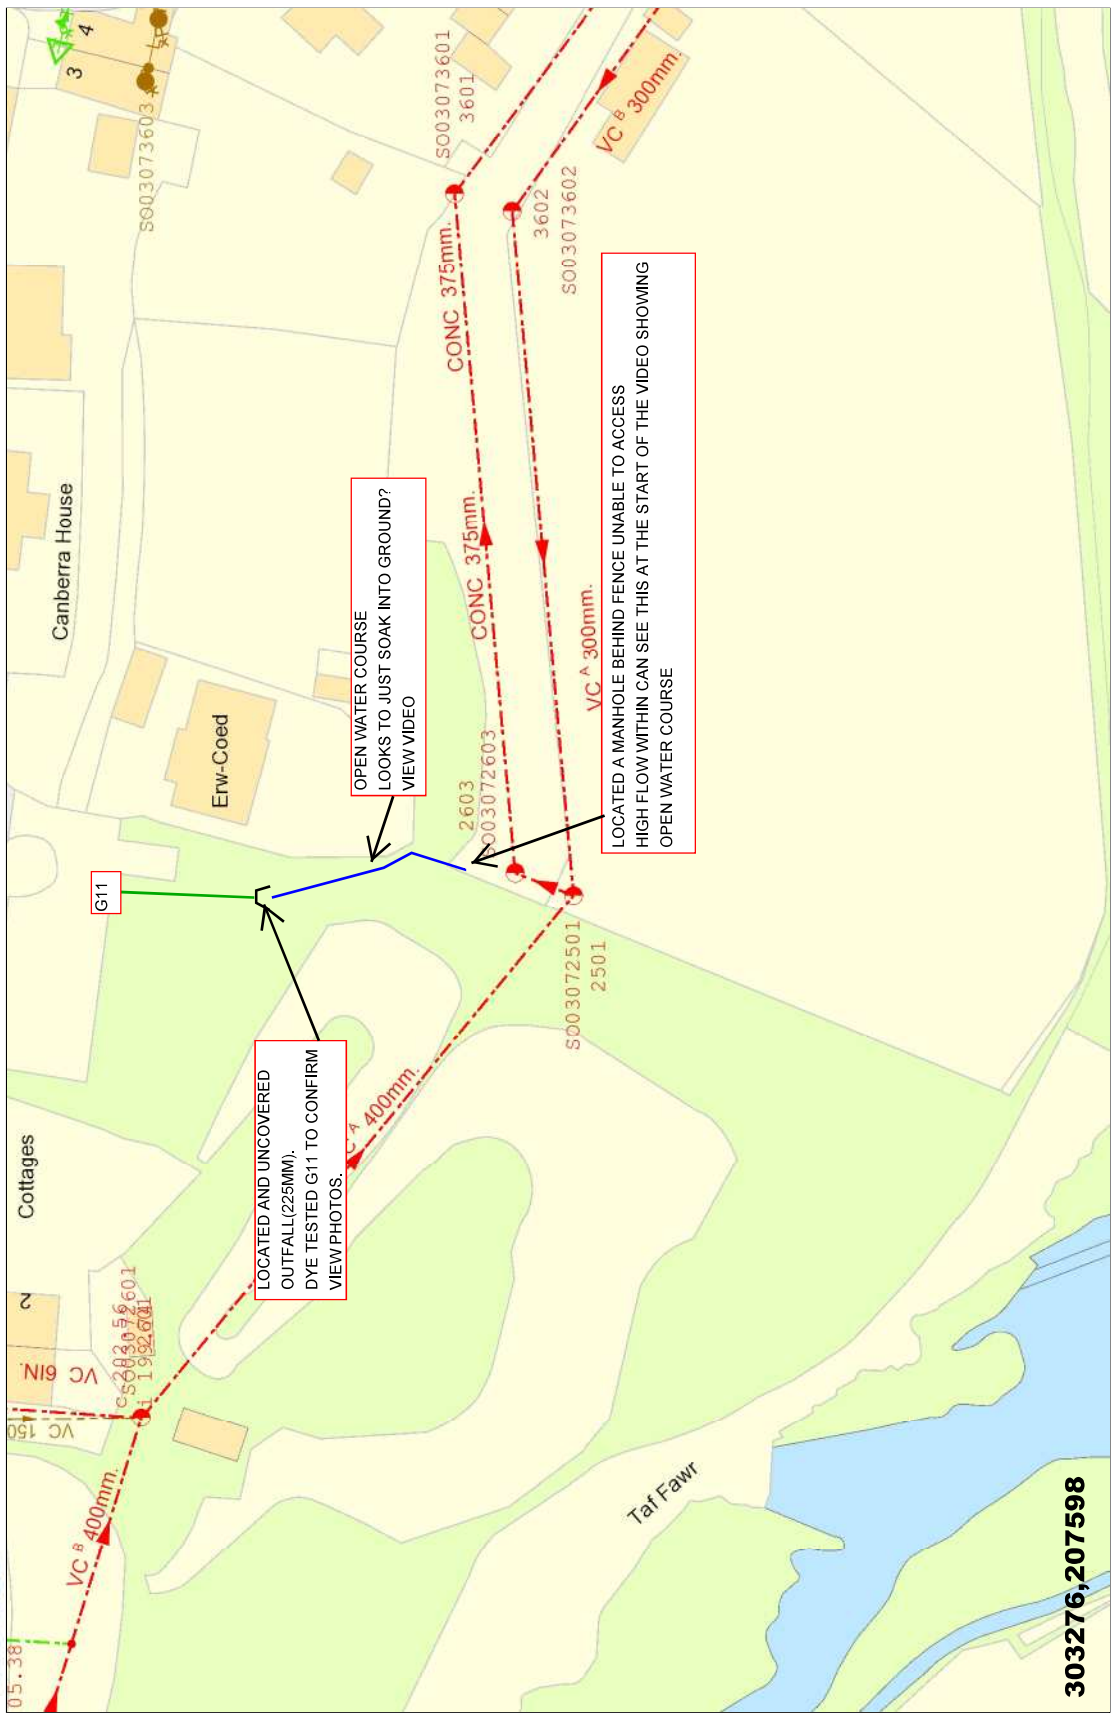 Cottages
Canberra House
3
4
SO03073603
2
VC 6IN.
VC 150
05.38
VC B 400mm.
SO03072601
Erw-Coed
G11
LOCATED AND UNCOVERED
OUTFALL(225MM).
DYE TESTED G11 TO CONFIRM
VIEW PHOTOS.
A 400mm.
OPEN WATER COURSE
LOOKS TO JUST SOAK INTO GROUND?
VIEW VIDEO
SO03073601
3601
CONC 375mm.
CONC 375mm.
2603
SO03072603
3602
SO03073602
VC B 300mm.
SO03072501
2501
VC A 300mm.
LOCATED A MANHOLE BEHIND FENCE UNABLE TO ACCESS
HIGH FLOW WITHIN CAN SEE THIS AT THE START OF THE VIDEO SHOWING
OPEN WATER COURSE
Taf Fawr
303276,207598